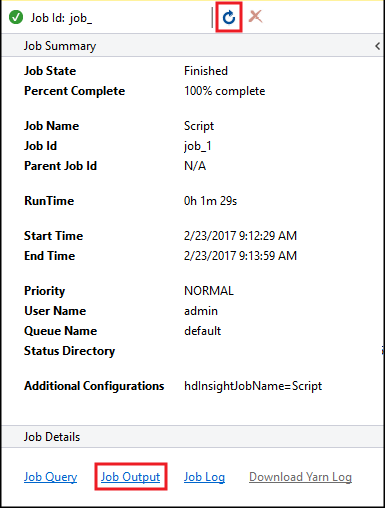 Job Id: job_
Job Summary
Job State Finished
Percent Complete 100% complete
Job Name Script
Job Id job_1
Parent Job Id N/A
RunTime 0h 1m 29s
Start Time 2/23/2017 9:12:29 AM
End Time 2/23/2017 9:13:59 AM
Priority NORMAL
User Name admin
Queue Name default
Status Directory
Additional Configurations hdInsightJobName=Script
Job Details
Job Query Job Output Job Log Download Yarn Log